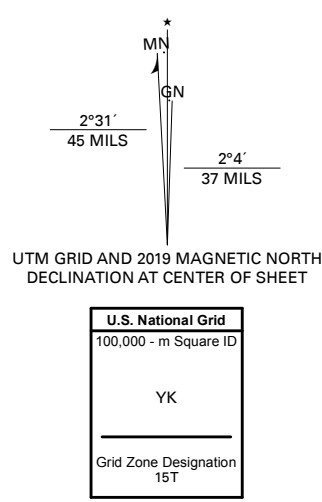 ★
MN
GN
2°31´
45 MILS
2°4´
37 MILS
UTM GRID AND 2019 MAGNETIC NORTH
DECLINATION AT CENTER OF SHEET
U.S. National Grid
100,000 - m Square ID
YK
Grid Zone Designation
15T